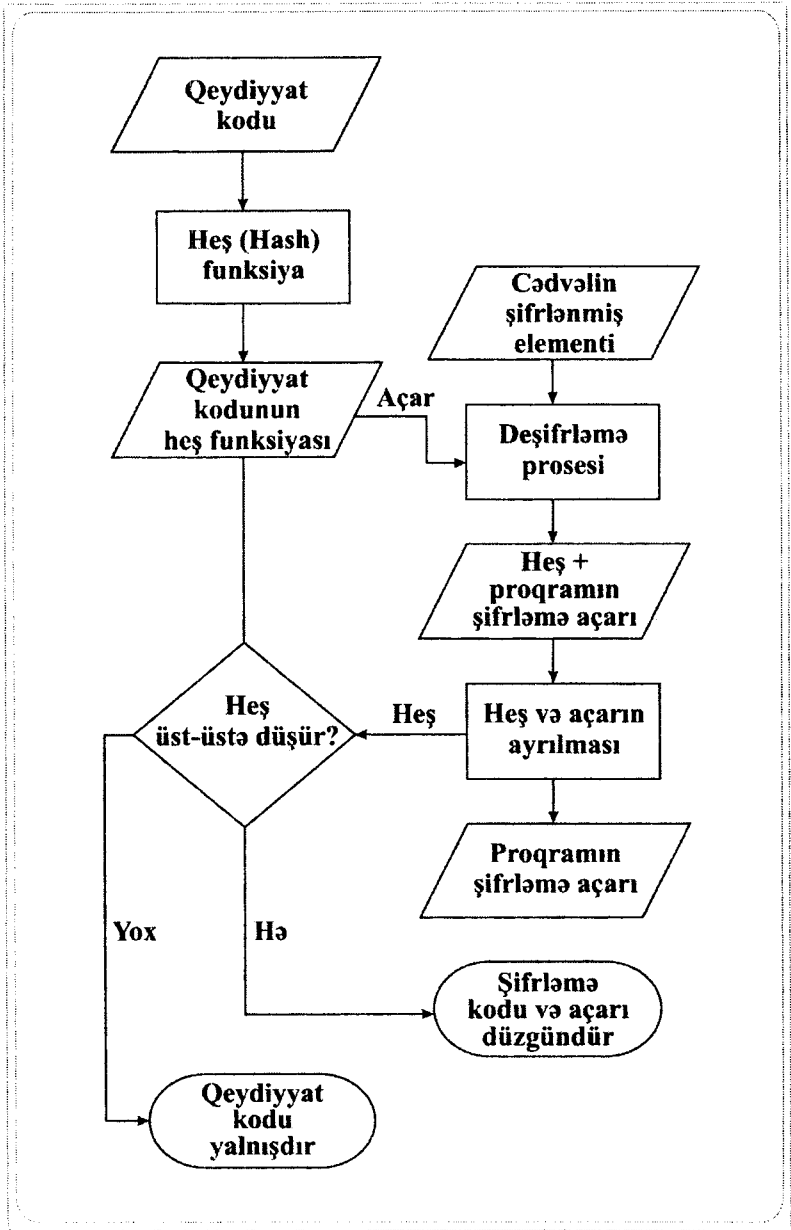 Qeydiyyat
kodu
Heş (Hash)
funksiya
Cədvəlin
şifrlənmiş
elementi
Qeydiyyat
kodunun
heş funksiyası
Açar
Deşifrləmə
prosesi
Heş +
proqramın
şifrləmə açarı
Heş
üst-üstə düşür?
Heş
Heş və açarın
ayrılması
Proqramın
şifrləmə açarı
Yox
Hə
Şifrləmə
kodu və açarı
düzgündür
Qeydiyyat
kodu
yalnışdır